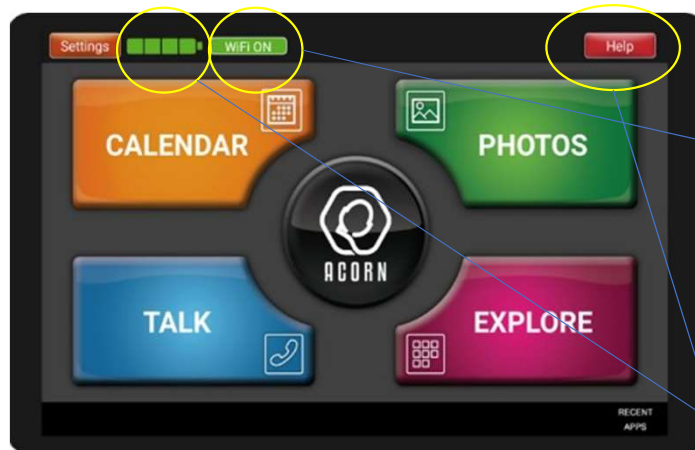 Settings
WiFi ON
Help
CALENDAR
PHOTOS
ACORN
TALK
EXPLORE
RECENT
APPS